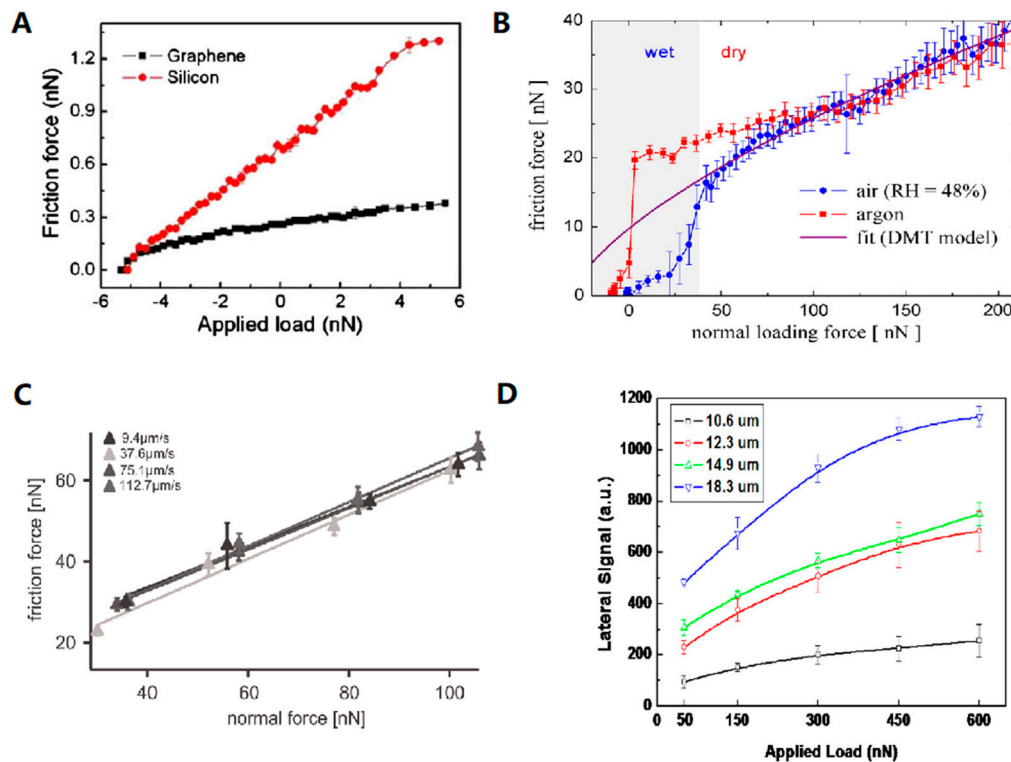 A
Graphene
Silicon
Friction force (nN)
1.2
0.9
0.6
0.3
0.0
-6 -4 -2 0 2 4 6
Applied load (nN)
B
wet dry
friction force [ nN ]
40
30
20
10
0
air (RH = 48%)
argon
fit (DMT model)
0 50 100 150 200
normal loading force [ nN ]
C
9.4µm/s
37.6µm/s
75.1µm/s
112.7µm/s
friction force [nN]
60
40
20
40 60 80 100
normal force [nN]
D
10.6 um
12.3 um
14.9 um
18.3 um
Lateral Signal (a.u.)
1200
1000
800
600
400
200
0
0 50 150 300 450 600
Applied Load (nN)